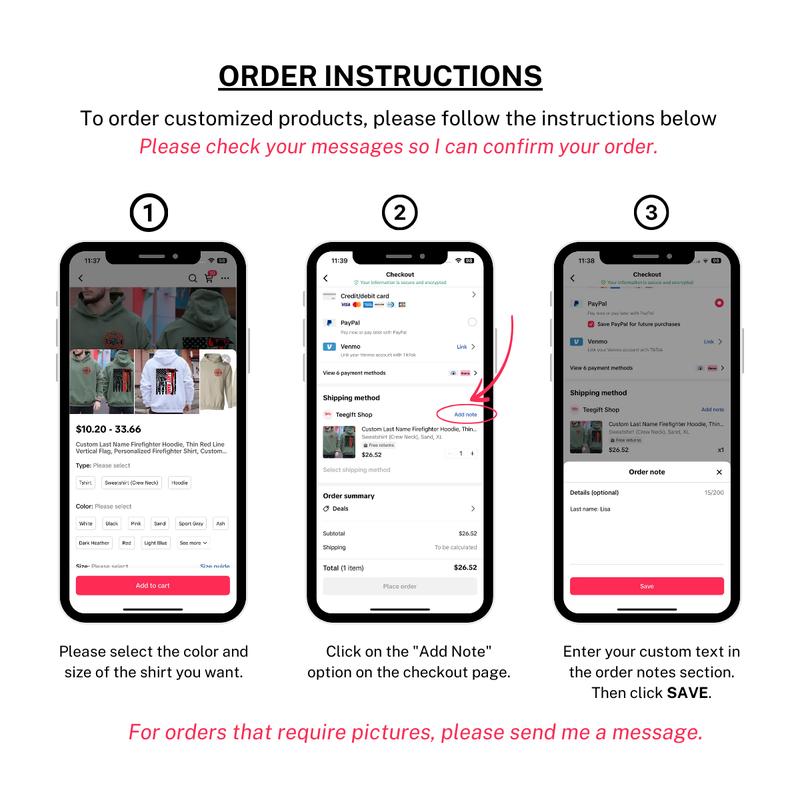 ORDER INSTRUCTIONS
To order customized products, please follow the instructions below
Please check your messages so I can confirm your order.
1
11:37
98
$10.20 - 33.66
Custom Last Name Firefighter Hoodie, Thin Red Line
Vertical Flag, Personalized Firefighter Shirt, Custom...
Type: Please select
Tshirt Sweatshirt (Crew Neck) Hoodie
Color: Please select
White Black Pink Sand Sport Gray Ash
Dark Heather Red Light Blue See more
Size: Please select Size guide
Add to cart
Please select the color and
size of the shirt you want.
2
11:39
98
Checkout
Your information is secure and encrypted
Credit/debit card
VISA
PayPal
Pay now or pay later with PayPal
Venmo Link
Link your Venmo account with TikTok
View 6 payment methods
Shipping method
Teegift Shop Add note
Custom Last Name Firefighter Hoodie, Thin...
Sweatshirt (Crew Neck), Sand, XL
Free returns
$26.52 - 1 +
Select shipping method
Order summary
Deals
Subtotal $26.52
Shipping To be calculated
Total (1 item) $26.52
Place order
Click on the "Add Note"
option on the checkout page.
3
11:38
98
Checkout
Your information is secure and encrypted
PayPal
Pay now or pay later with PayPal
Save PayPal for future purchases
Venmo Link
Link your Venmo account with TikTok
View 6 payment methods
Shipping method
Teegift Shop Add note
Custom Last Name Firefighter Hoodie, Thin...
Sweatshirt (Crew Neck), Sand, XL
Free returns
$26.52 x1
Order note
Details (optional) 15/200
Last name: Lisa
Save
Enter your custom text in
the order notes section.
Then click SAVE.
For orders that require pictures, please send me a message.